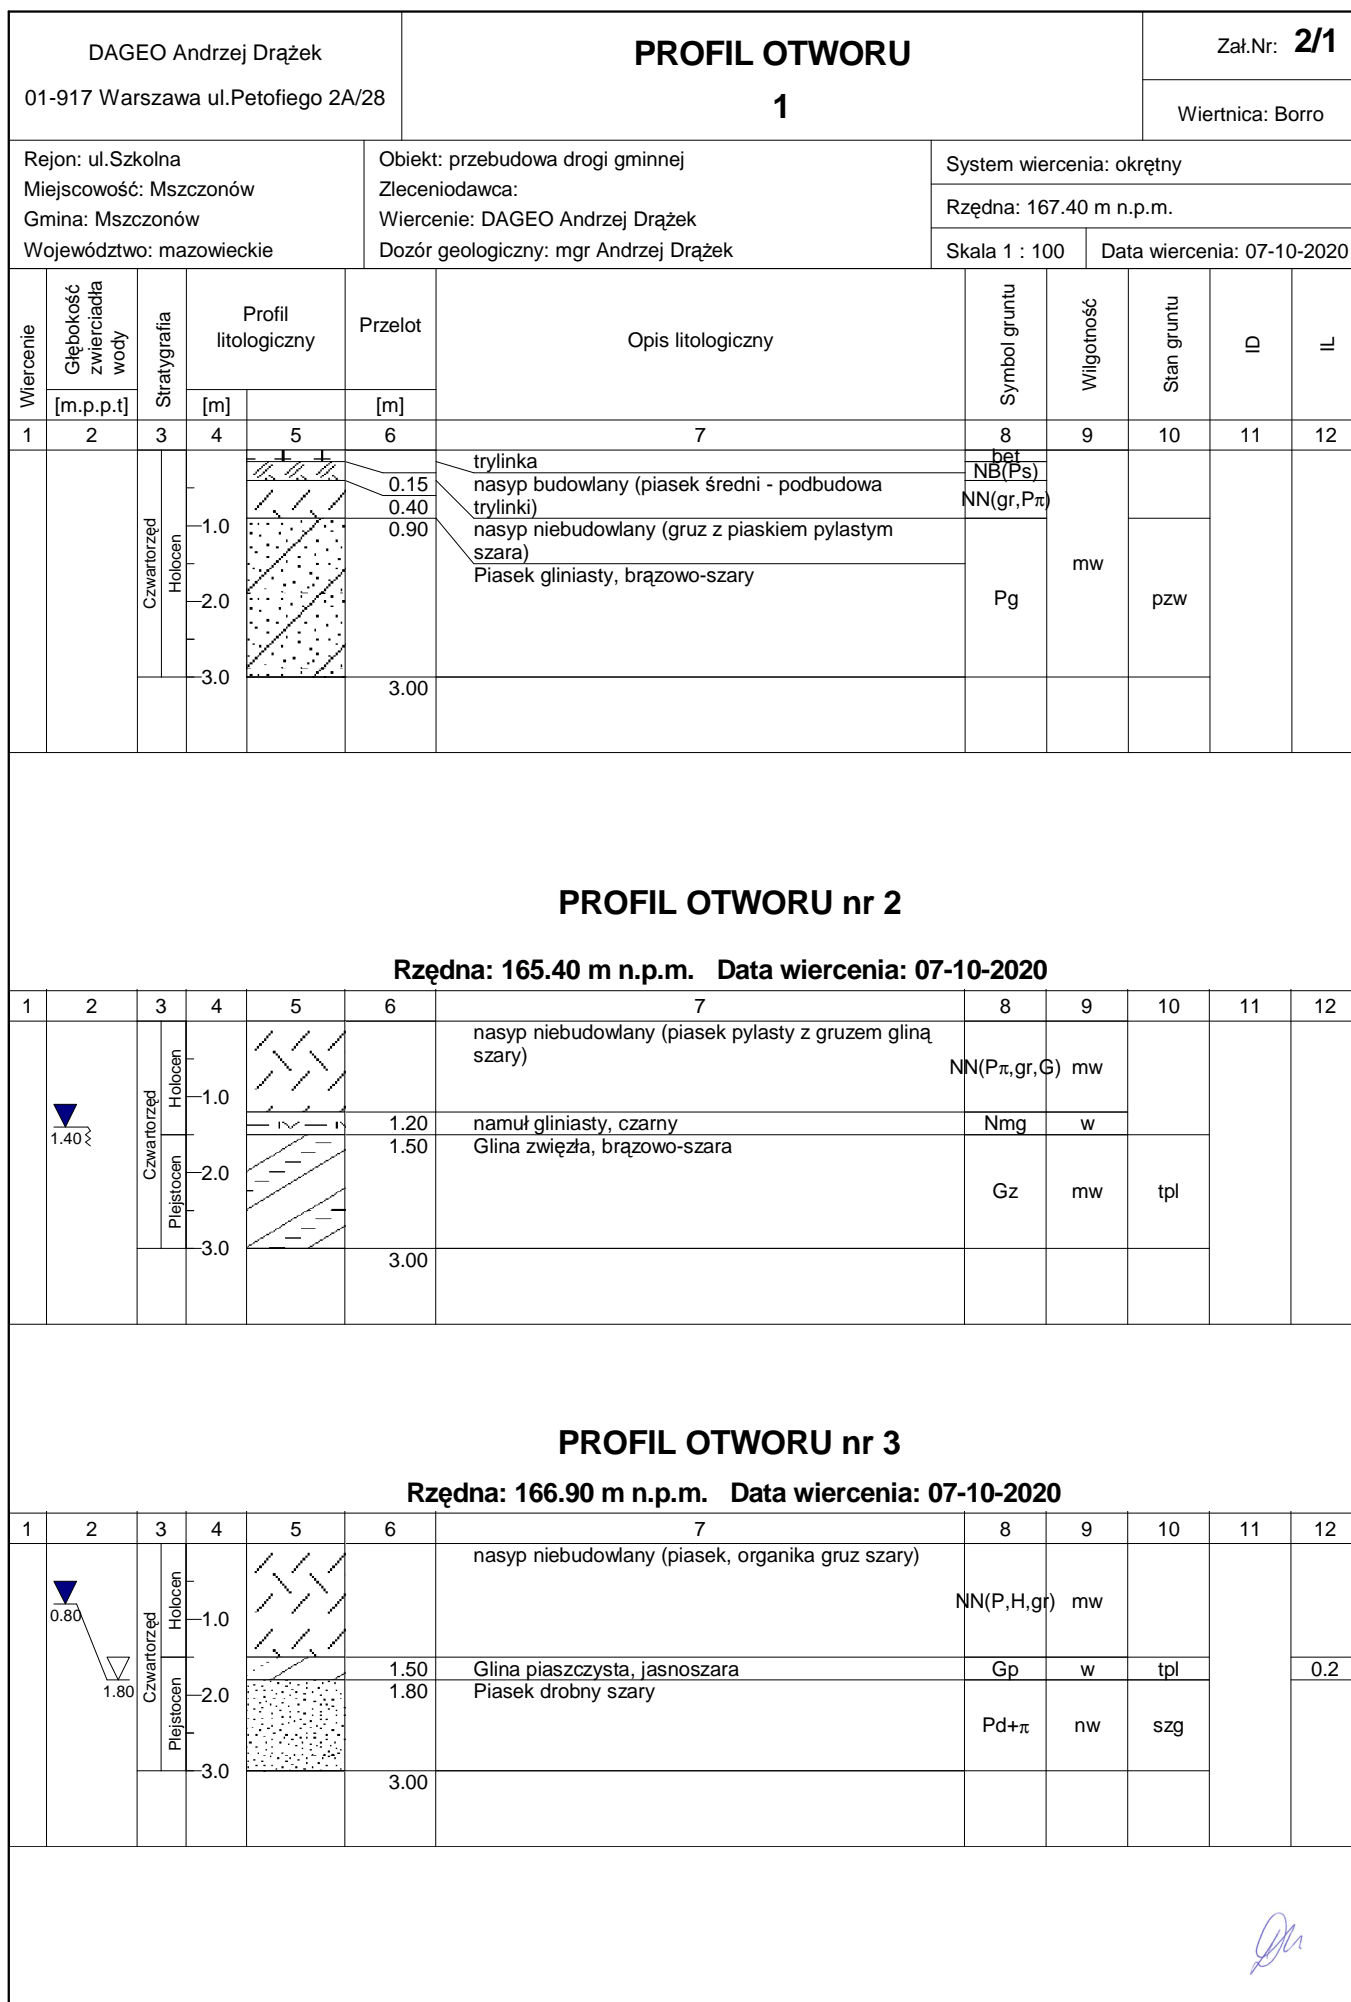 DAGEO Andrzej Drążek
01-917 Warszawa ul.Petofiego 2A/28
PROFIL OTWORU
1
Zał.Nr: 2/1
Wiertnica: Borro
Rejon: ul.Szkolna
Miejscowość: Mszczonów
Gmina: Mszczonów
Województwo: mazowieckie
Obiekt: przebudowa drogi gminnej
Zleceniodawca:
Wiercenie: DAGEO Andrzej Drążek
Dozór geologiczny: mgr Andrzej Drążek
System wiercenia: okrętny
Rzędna: 167.40 m n.p.m.
Skala 1 : 100 Data wiercenia: 07-10-2020
Wiercenie
Głębokość
zwierciadła
wody
[m.p.p.t]
Stratygrafia
Profil
litologiczny
[m]
Przelot
[m]
Opis litologiczny
Symbol gruntu
Wilgotność
Stan gruntu
ID
IL
1 2 3 4 5 6 7 8 9 10 11 12
Czwartorzęd
Holocen
1.0
2.0
3.0
0.15
0.40
0.90
3.00
trylinka
nasyp budowlany (piasek średni - podbudowa
trylinki)
nasyp niebudowlany (gruz z piaskiem pylastym
szara)
Piasek gliniasty, brązowo-szary
bet
NB(Ps)
NN(gr,Pπ)
Pg
mw
pzw
PROFIL OTWORU nr 2
Rzędna: 165.40 m n.p.m. Data wiercenia: 07-10-2020
1 2 3 4 5 6 7 8 9 10 11 12
1.40
Czwartorzęd
Holocen
Plejstocen
1.0
2.0
3.0
nasyp niebudowlany (piasek pylasty z gruzem gliną
szary)
NN(Pπ,gr,G) mw
1.20 namuł gliniasty, czarny Nmg w
1.50 Glina zwięzła, brązowo-szara
Gz mw tpl
3.00
PROFIL OTWORU nr 3
Rzędna: 166.90 m n.p.m. Data wiercenia: 07-10-2020
1 2 3 4 5 6 7 8 9 10 11 12
0.80
1.80
Czwartorzęd
Holocen
Plejstocen
1.0
2.0
3.0
nasyp niebudowlany (piasek, organika gruz szary)
NN(P,H,gr) mw
1.50 Glina piaszczysta, jasnoszara Gp w tpl 0.2
1.80 Piasek drobny szary
Pd+π nw szg
3.00